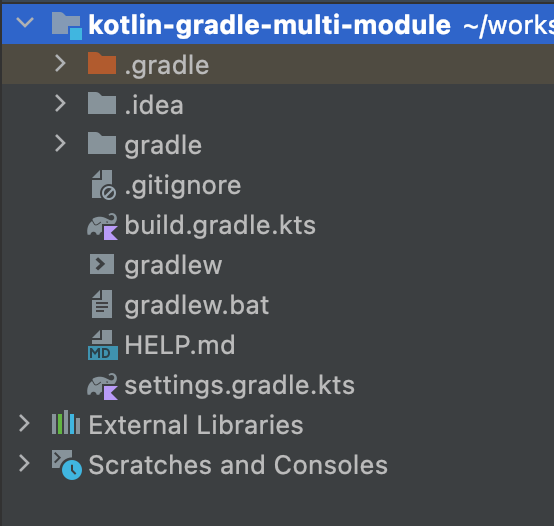 kotlin-gradle-multi-module ~/works
.gradle
.idea
gradle
.gitignore
build.gradle.kts
gradlew
gradlew.bat
MD HELP.md
settings.gradle.kts
External Libraries
Scratches and Consoles